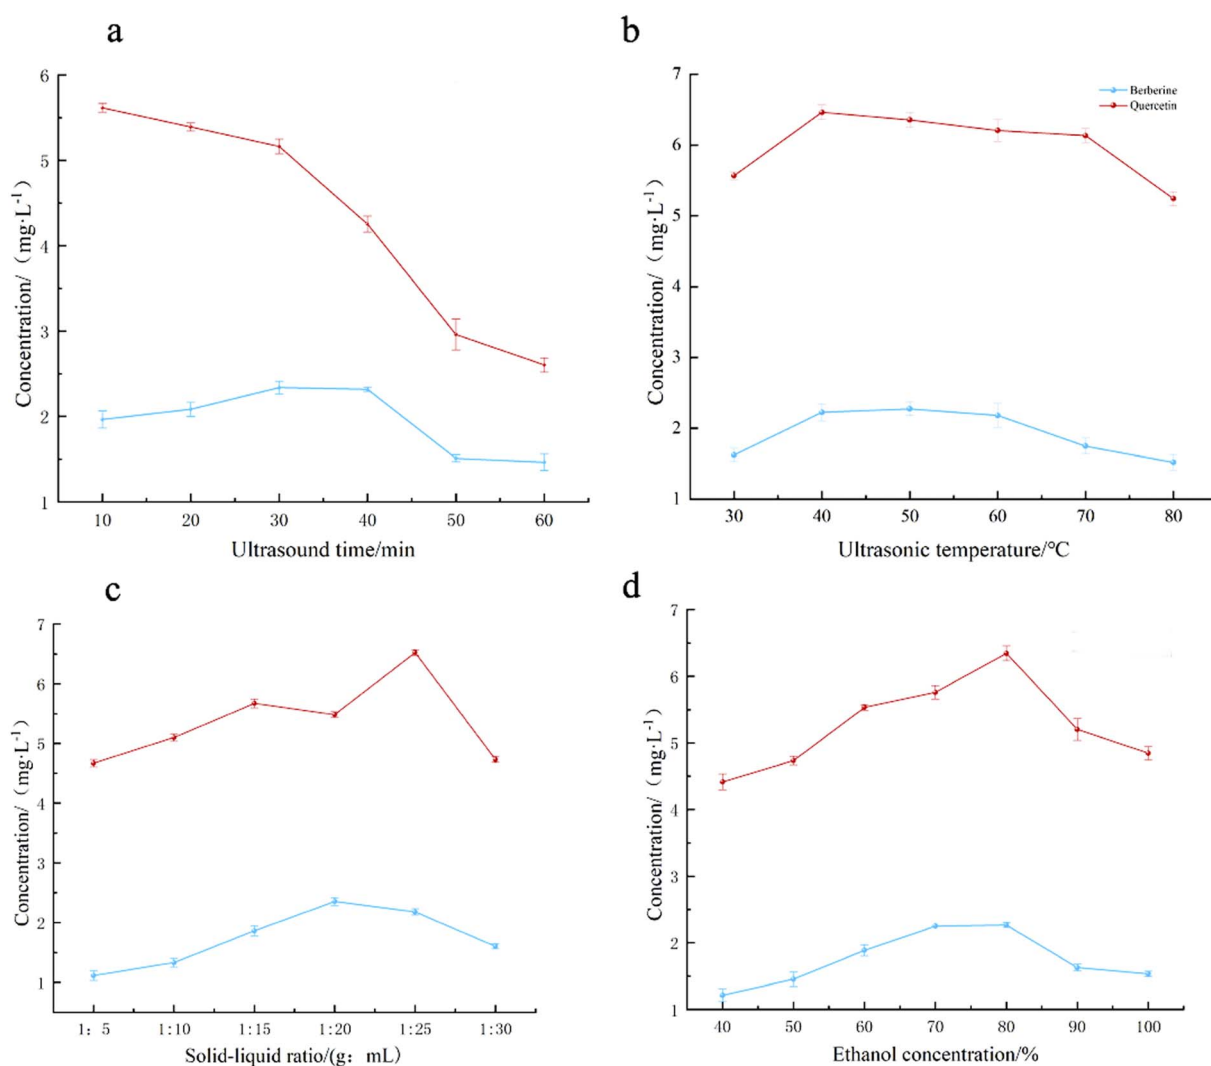 a
6
5
4
3
2
1
Concentration/（mg·L⁻¹）
10 20 30 40 50 60
Ultrasound time/min
b
7
6
5
4
3
2
1
Concentration/（mg·L⁻¹）
Berberine
Quercetin
30 40 50 60 70 80
Ultrasonic temperature/℃
c
7
6
5
4
3
2
1
Concentration/（mg·L⁻¹）
1：5 1:10 1:15 1:20 1:25 1:30
Solid-liquid ratio/(g：mL)
d
7
6
5
4
3
2
1
Concentration/（mg·L⁻¹）
40 50 60 70 80 90 100
Ethanol concentration/%